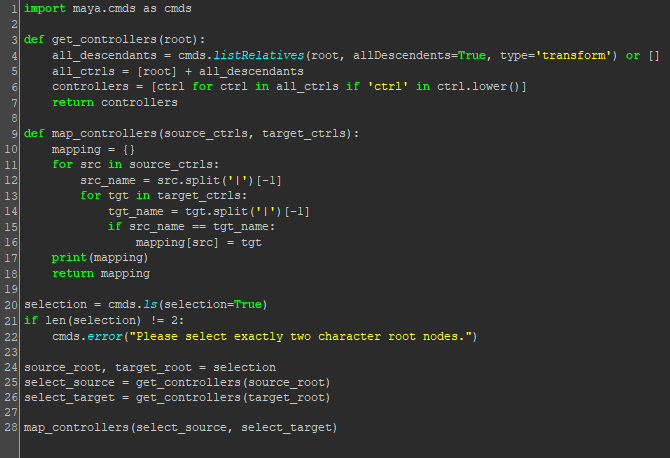 1 import maya.cmds as cmds
2
3 def get_controllers(root):
4     all_descendants = cmds.listRelatives(root, allDescendents=True, type='transform') or []
5     all_ctrls = [root] + all_descendants
6     controllers = [ctrl for ctrl in all_ctrls if 'ctrl' in ctrl.lower()]
7     return controllers
8
9 def map_controllers(source_ctrls, target_ctrls):
10     mapping = {}
11     for src in source_ctrls:
12         src_name = src.split('|')[-1]
13         for tgt in target_ctrls:
14             tgt_name = tgt.split('|')[-1]
15             if src_name == tgt_name:
16                 mapping[src] = tgt
17     print(mapping)
18     return mapping
19
20 selection = cmds.ls(selection=True)
21 if len(selection) != 2:
22     cmds.error("Please select exactly two character root nodes.")
23
24 source_root, target_root = selection
25 select_source = get_controllers(source_root)
26 select_target = get_controllers(target_root)
27
28 map_controllers(select_source, select_target)